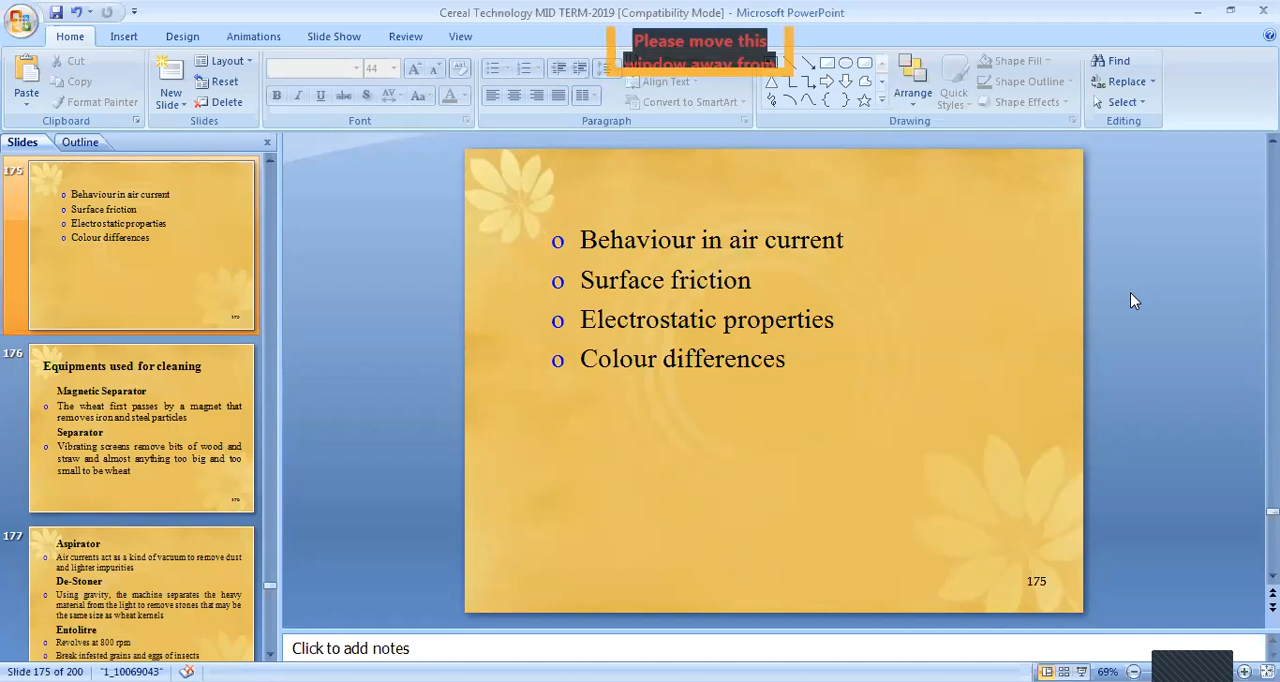 Cereal Technology MID TERM-2019 [Compatibility Mode] - Microsoft PowerPoint
Home Insert Design Animations Slide Show Review View
Please move this
window away from
Paste
Cut
Copy
Format Painter
Clipboard
New
Slide
Layout
Reset
Delete
Slides
44
B I U abc S AV Aa A
Font
Align Text
Convert to SmartArt
Paragraph
Arrange
Quick
Styles
Shape Fill
Shape Outline
Shape Effects
Drawing
Find
Replace
Select
Editing
Slides Outline
175
o Behaviour in air current
o Surface friction
o Electrostatic properties
o Colour differences
175
176
Equipments used for cleaning
Magnetic Separator
o The wheat first passes by a magnet that
removes iron and steel particles
Separator
o Vibrating screens remove bits of wood and
straw and almost anything too big and too
small to be wheat
176
177
Aspirator
o Air currents act as a kind of vacuum to remove dust
and lighter impurities
De-Stoner
o Using gravity, the machine separates the heavy
material from the light to remove stones that may be
the same size as wheat kernels
Entolitre
o Revolves at 800 rpm
o Break infested grains and eggs of insects
o Behaviour in air current
o Surface friction
o Electrostatic properties
o Colour differences
175
Click to add notes
Slide 175 of 200 "1_10069043" 69%